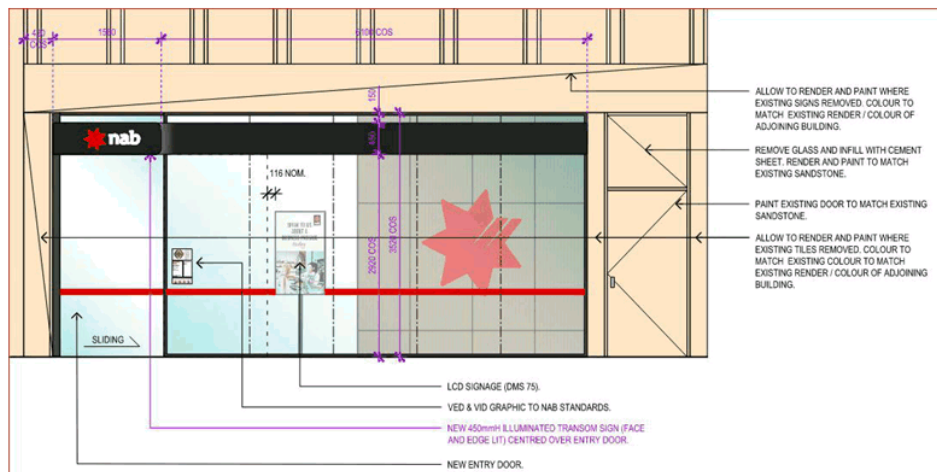 420
COS
1500
5100 COS
150
450
nab
116 NOM.
2920 COS
3520 COS
SLIDING
ALLOW TO RENDER AND PAINT WHERE
EXISTING SIGNS REMOVED. COLOUR TO
MATCH EXISTING RENDER / COLOUR OF
ADJOINING BUILDING.
REMOVE GLASS AND INFILL WITH CEMENT
SHEET. RENDER AND PAINT TO MATCH
EXISTING SANDSTONE.
PAINT EXISTING DOOR TO MATCH EXISTING
SANDSTONE.
ALLOW TO RENDER AND PAINT WHERE
EXISTING TILES REMOVED. COLOUR TO
MATCH EXISTING COLOUR TO MATCH
EXISTING RENDER / COLOUR OF ADJOINING
BUILDING.
LCD SIGNAGE (DMS 75).
VED & VID GRAPHIC TO NAB STANDARDS.
NEW 450mmH ILLUMINATED TRANSOM SIGN (FACE
AND EDGE LIT) CENTRED OVER ENTRY DOOR.
NEW ENTRY DOOR.